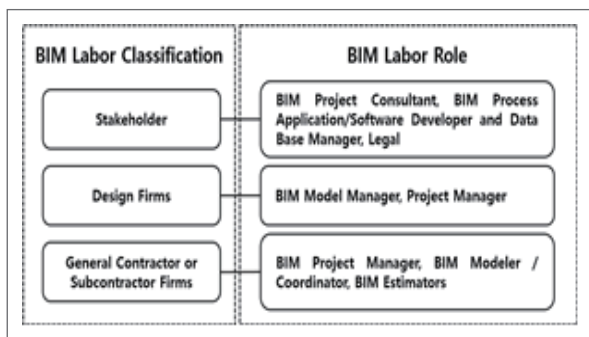 BIM Labor Classification
BIM Labor Role
Stakeholder
BIM Project Consultant, BIM Process
Application/Software Developer and Data
Base Manager, Legal
Design Firms
BIM Model Manager, Project Manager
General Contractor or
Subcontractor Firms
BIM Project Manager, BIM Modeler /
Coordinator, BIM Estimators